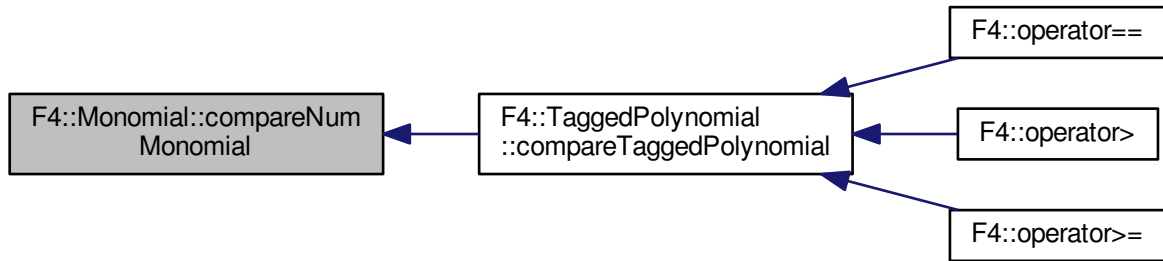 F4::Monomial::compareNum
Monomial
F4::TaggedPolynomial
::compareTaggedPolynomial
F4::operator==
F4::operator>
F4::operator>=